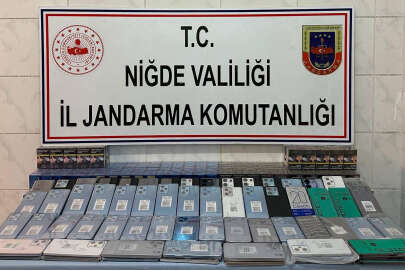 T.C.
NİĞDE VALİLİĞİ
İL JANDARMA KOMUTANLIĞI